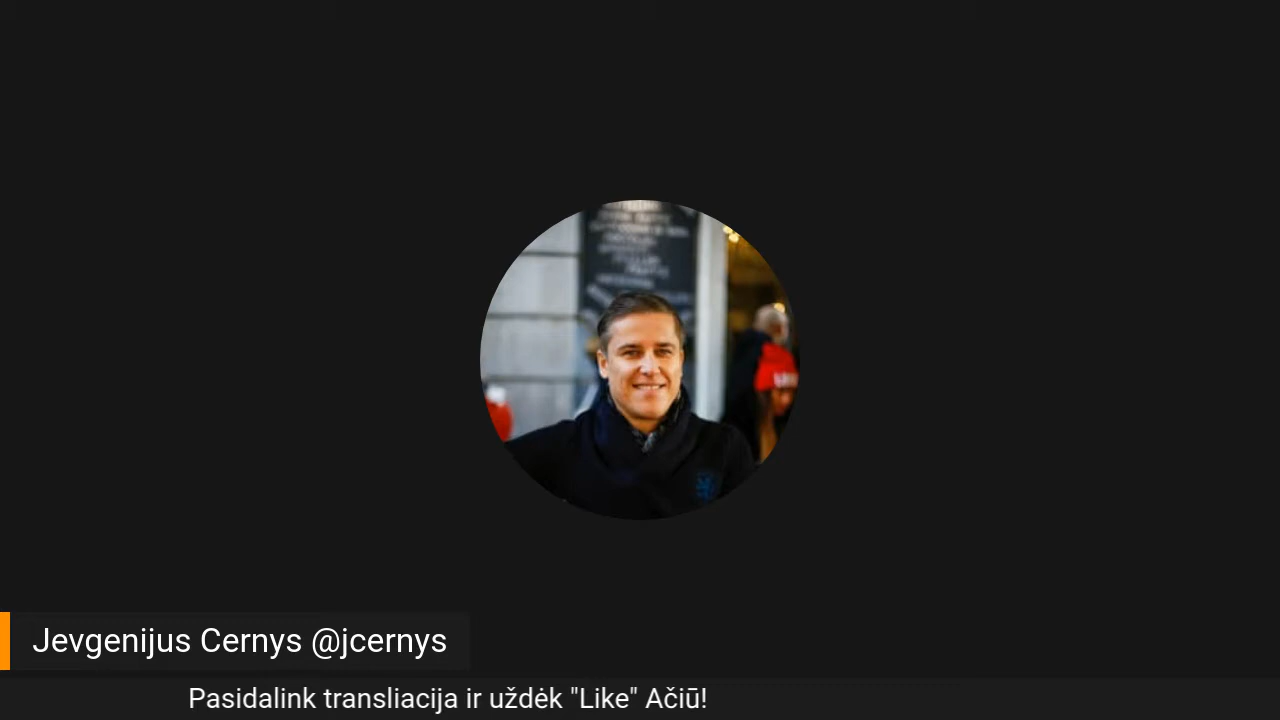 Jevgenijus Cernys @jcernys
Pasidalink transliacija ir uždėk "Like" Ačiū!